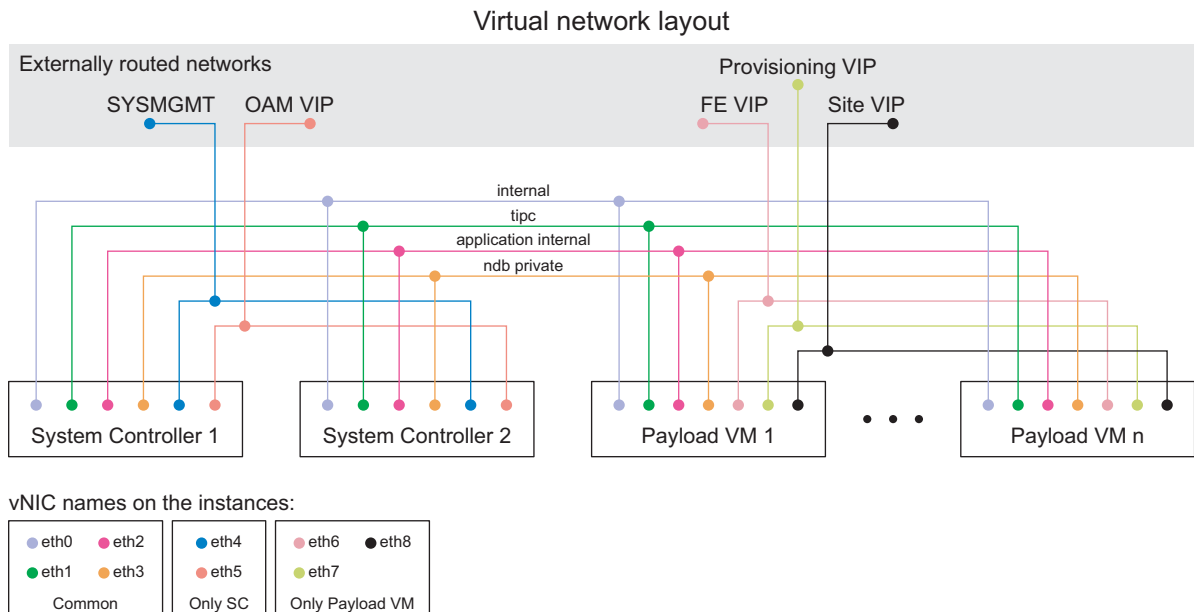 Virtual network layout
Externally routed networks
Provisioning VIP
SYSMGMT
OAM VIP
FE VIP
Site VIP
internal
tipc
application internal
ndb private
System Controller 1
System Controller 2
Payload VM 1
Payload VM n
vNIC names on the instances:
eth0
eth2
eth1
eth3
Common
eth4
eth5
Only SC
eth6
eth8
eth7
Only Payload VM